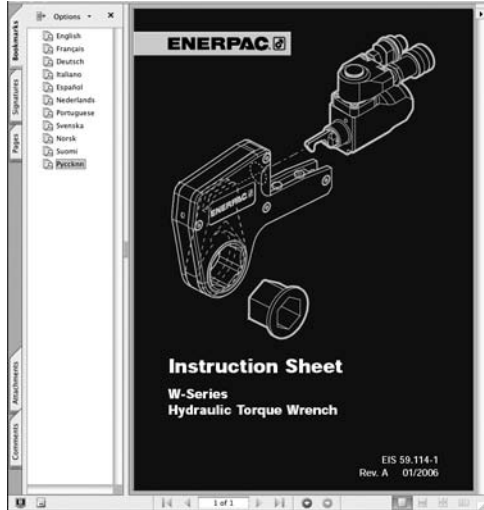 Options
English
Français
Deutsch
Italiano
Español
Nederlands
Portuguese
Svenska
Norsk
Suomi
Русскпп
Bookmarks
Signatures
Pages
Attachments
Comments
ENERPAC
ENERPAC
Instruction Sheet
W-Series
Hydraulic Torque Wrench
EIS 59.114-1
Rev. A 01/2006
1 of 1